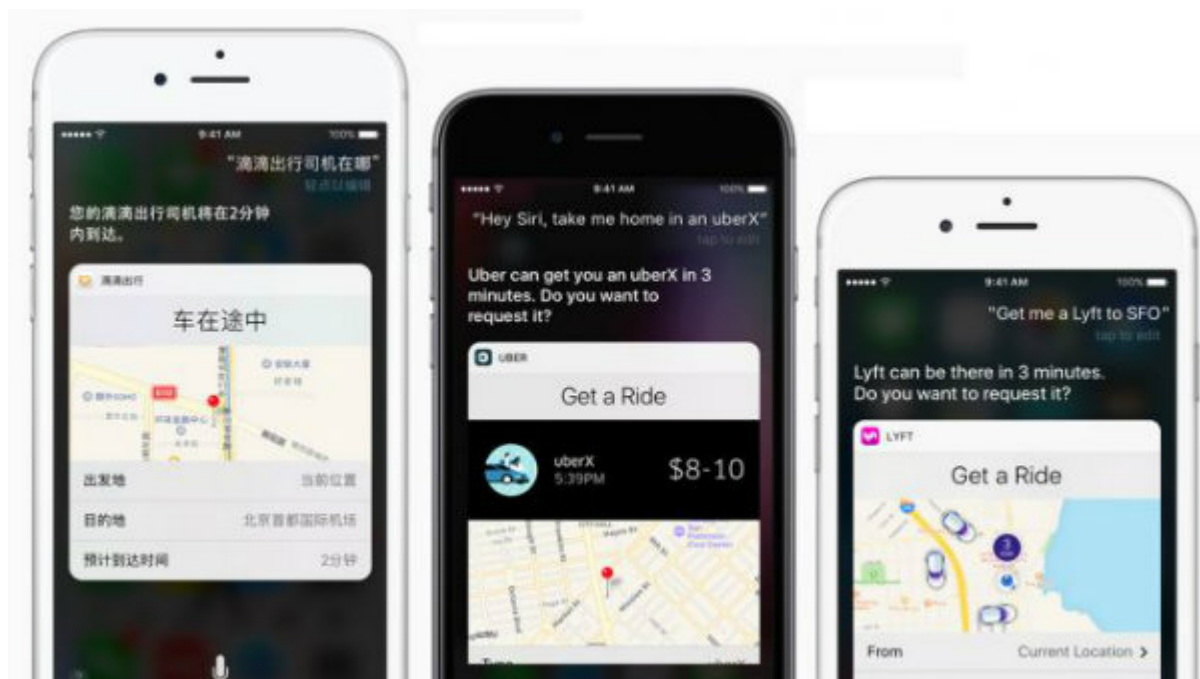 9:41 AM
100%
"滴滴出行司机在哪"
轻点以编辑
您的滴滴出行司机将在2分钟
内到达。
滴滴出行
车在途中
出发地 当前位置
目的地 北京首都国际机场
预计到达时间 2分钟
9:41 AM
100%
"Hey Siri, take me home in an uberX"
tap to edit
Uber can get you an uberX in 3
minutes. Do you want to
request it?
UBER
Get a Ride
uberX
5:39PM
$8-10
9:41 AM
100%
"Get me a Lyft to SFO"
tap to edit
Lyft can be there in 3 minutes.
Do you want to request it?
LYFT
Get a Ride
3
From Current Location